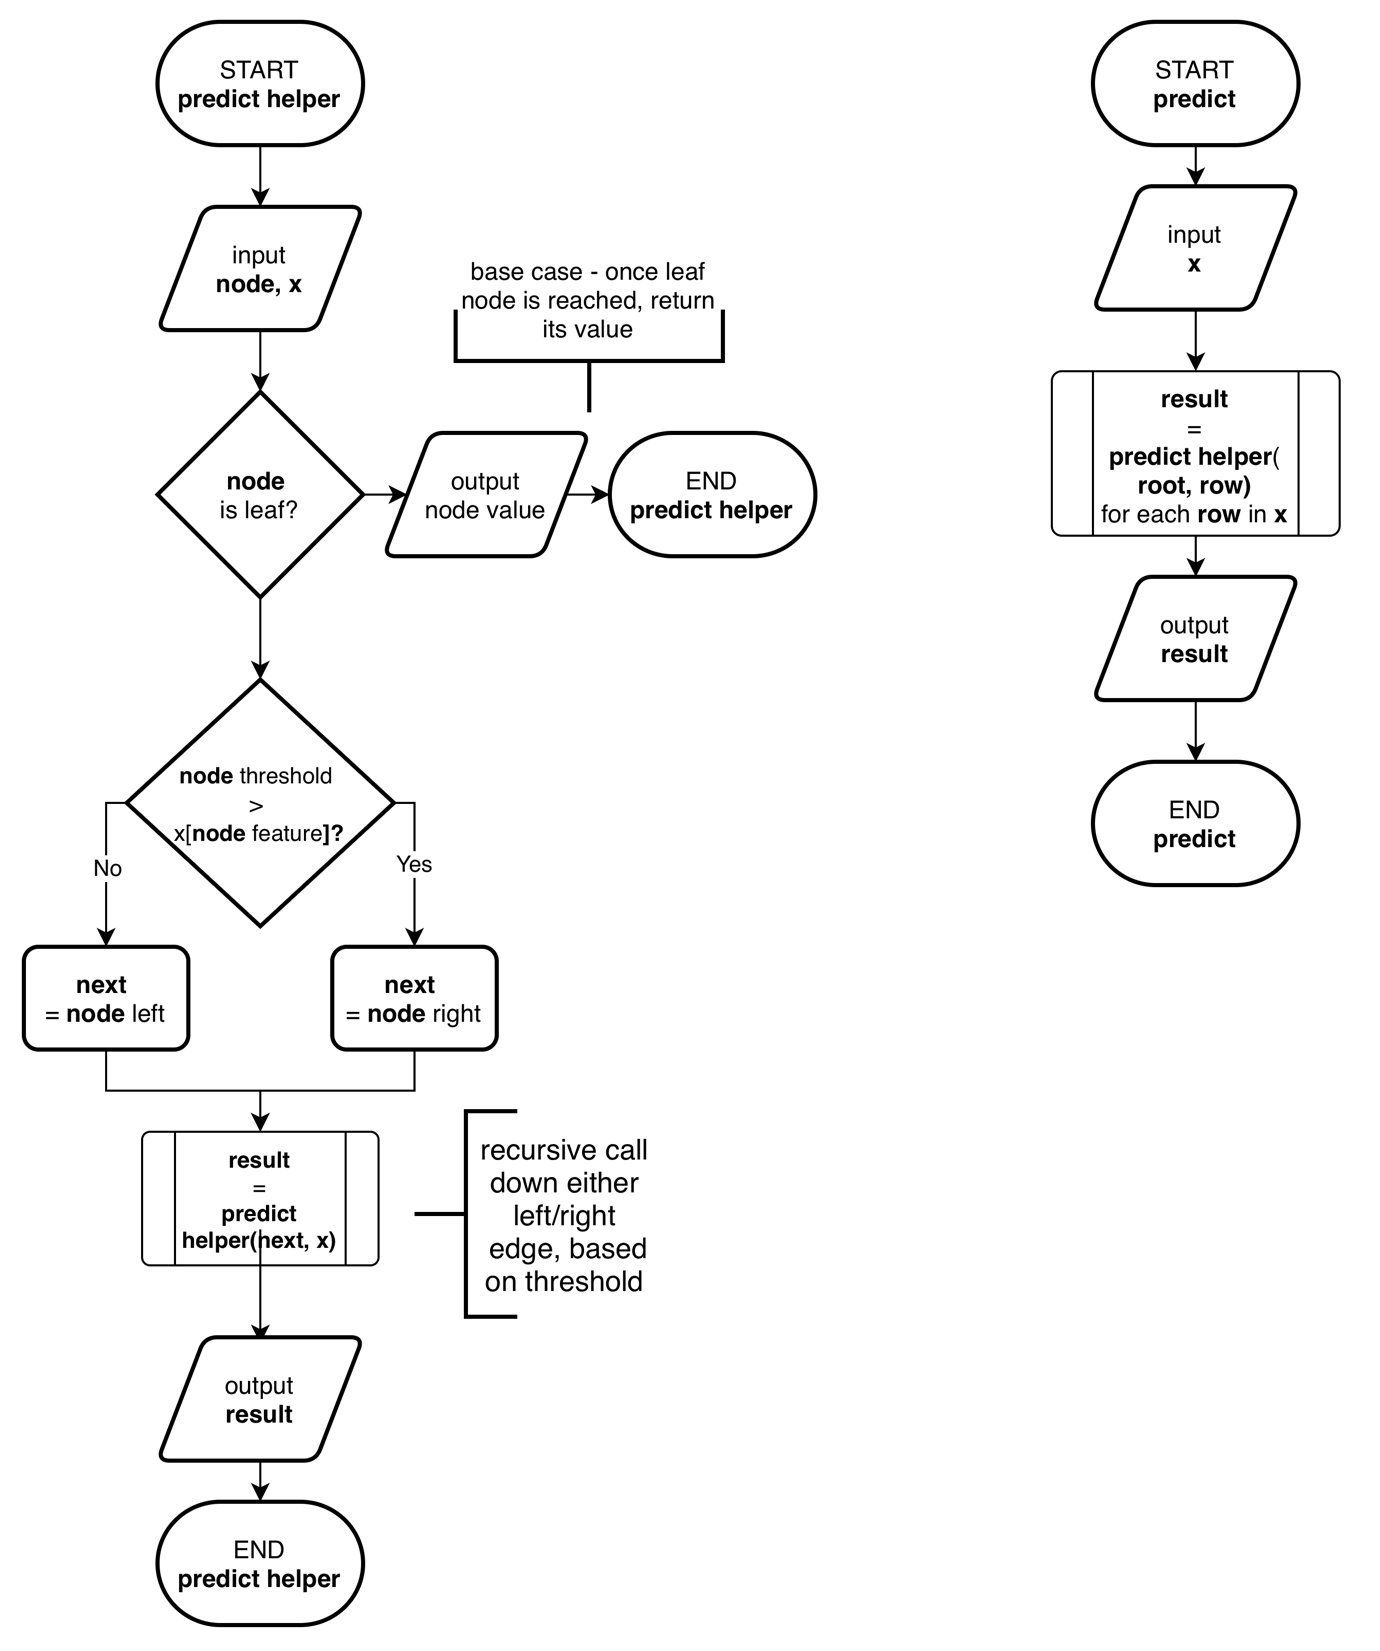 START
predict helper
input
node, x
base case - once leaf
node is reached, return
its value
node
is leaf?
output
node value
END
predict helper
node threshold
>
x[node feature]?
No
Yes
next
= node left
next
= node right
result
=
predict
helper(next, x)
recursive call
down either
left/right
edge, based
on threshold
output
result
END
predict helper
START
predict
input
x
result
=
predict helper(
root, row)
for each row in x
output
result
END
predict